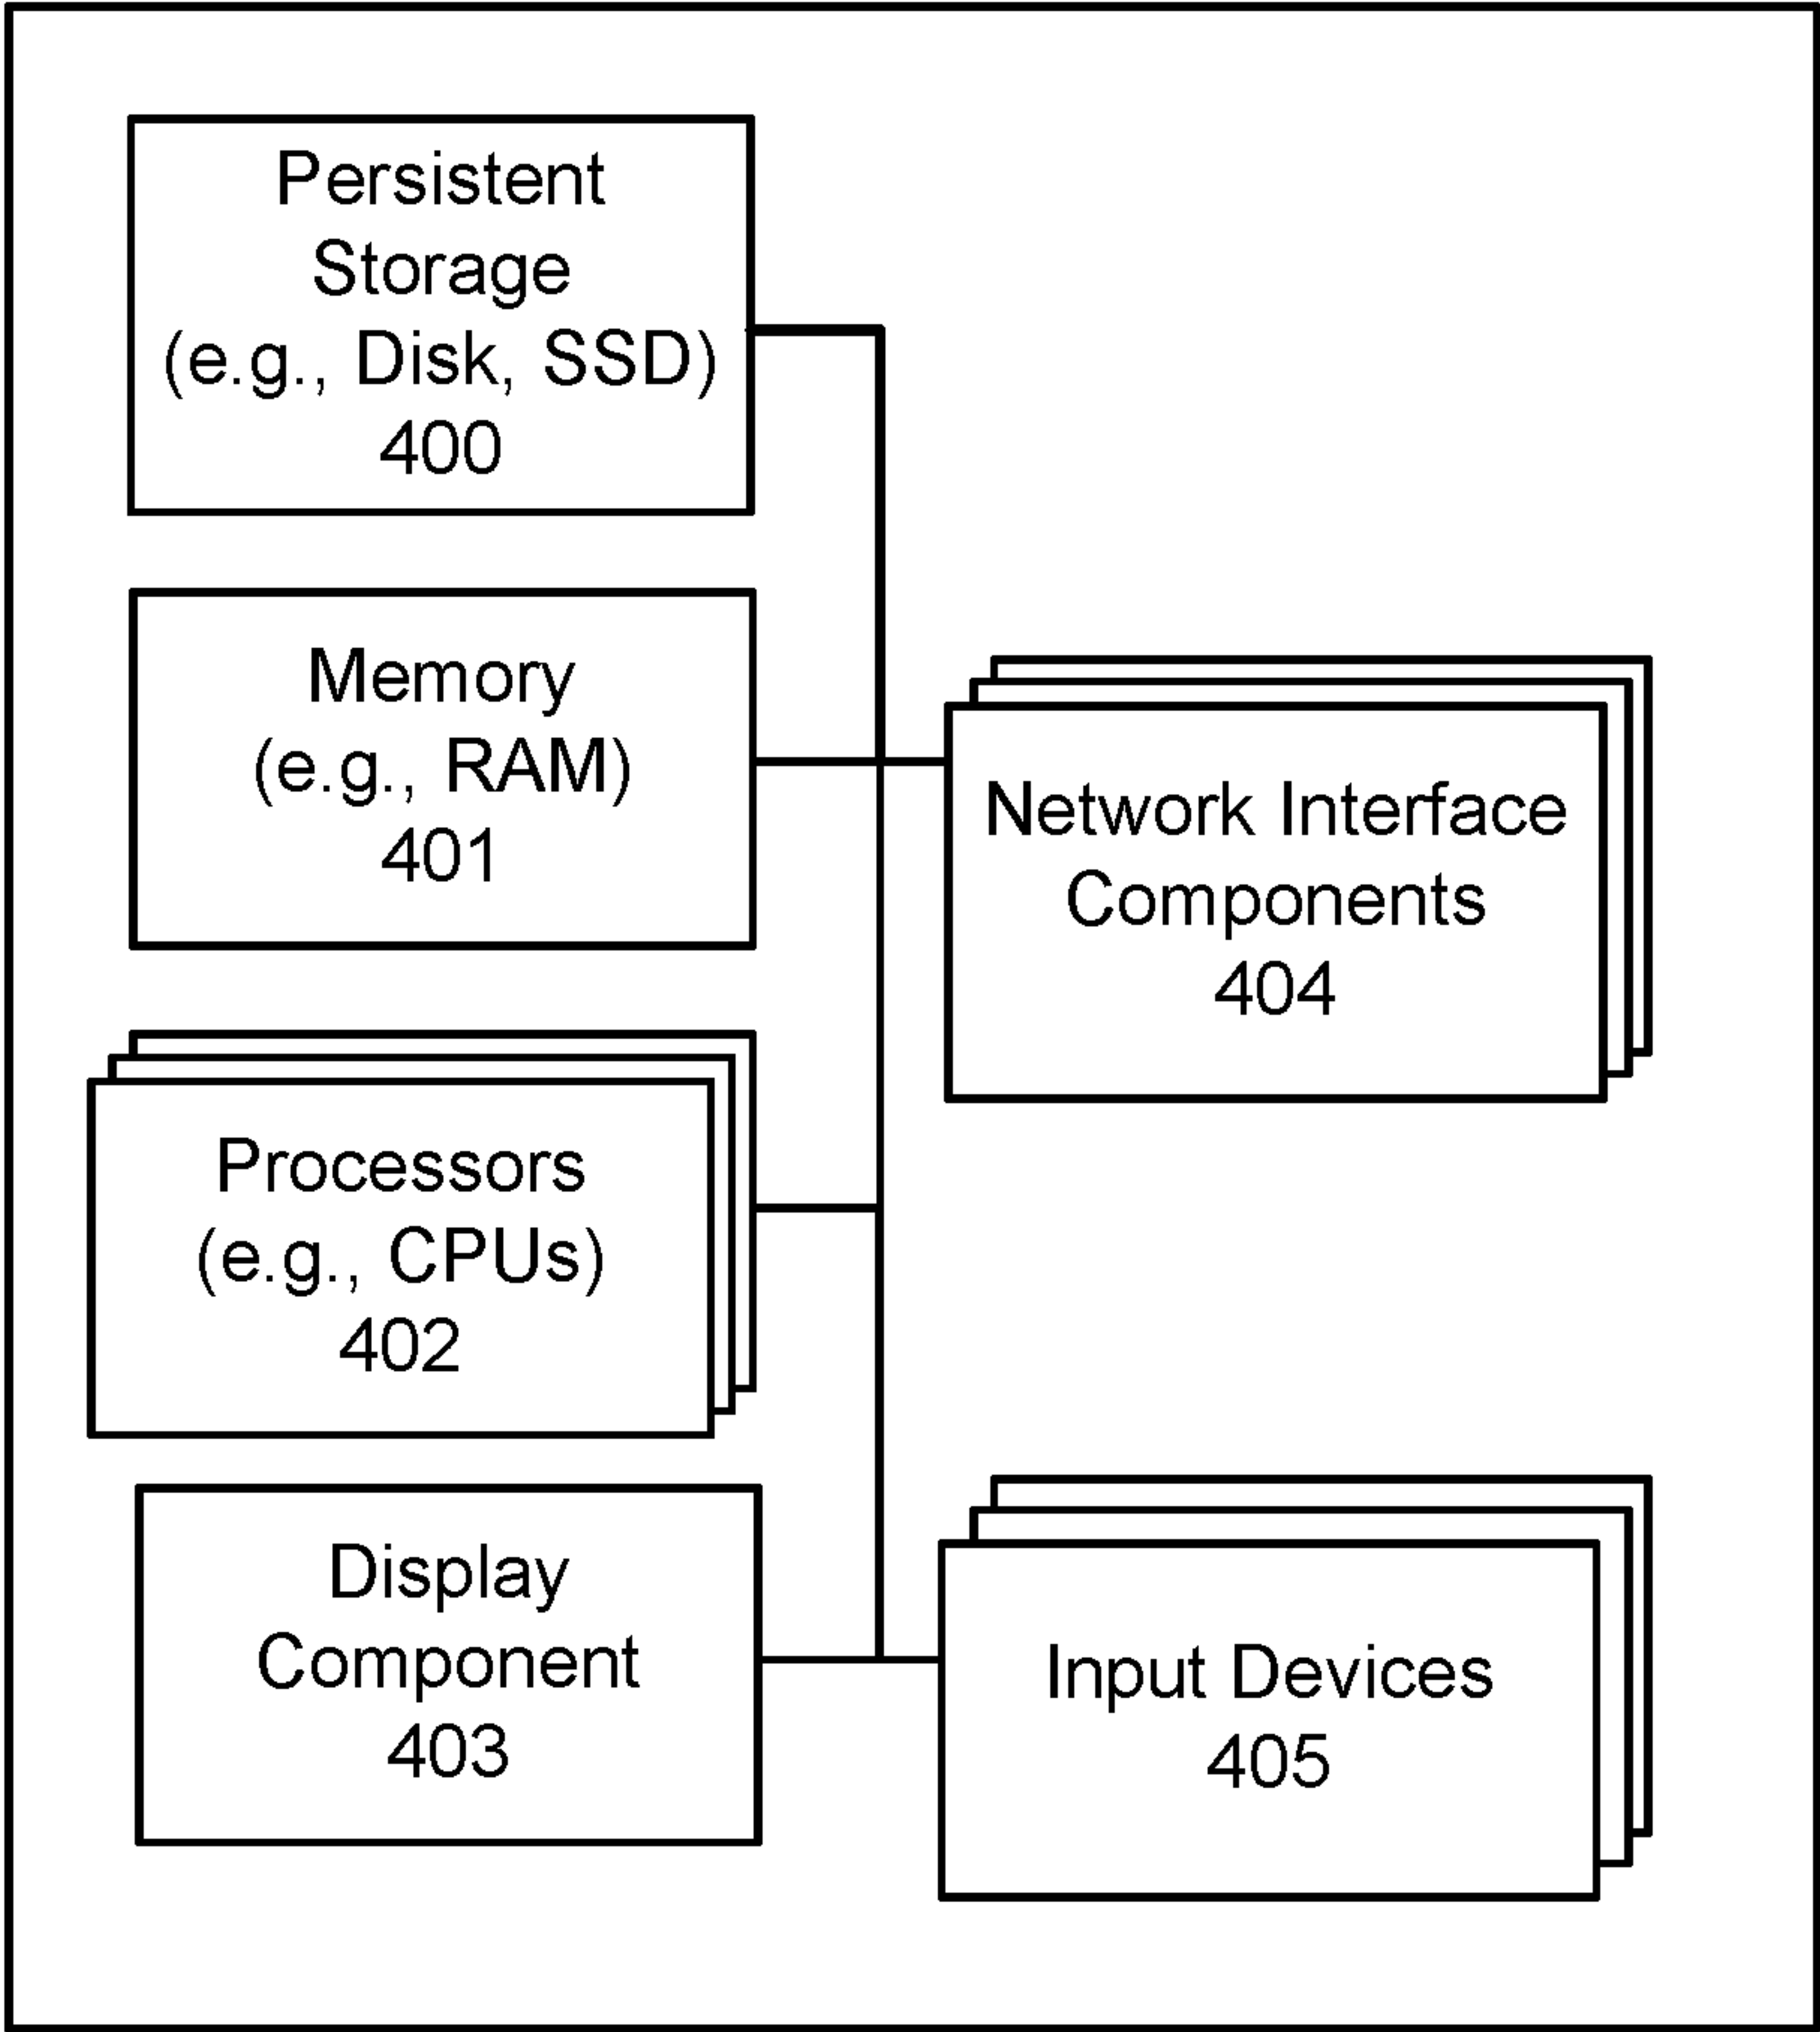 Persistent
Storage
(e.g., Disk, SSD)
400
Memory
(e.g., RAM)
401
Processors
(e.g., CPUs)
402
Display
Component
403
Network Interface
Components
404
Input Devices
405